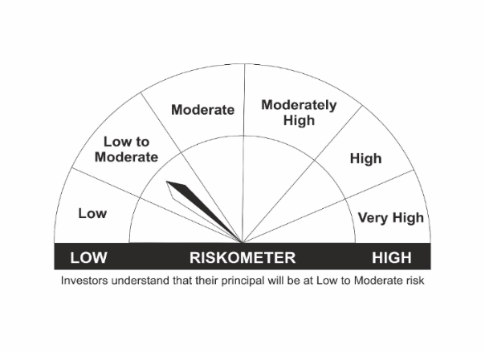 Moderate
Moderately
High
Low to
Moderate
High
Low
Very High
LOW RISKOMETER HIGH
Investors understand that their principal will be at Low to Moderate risk